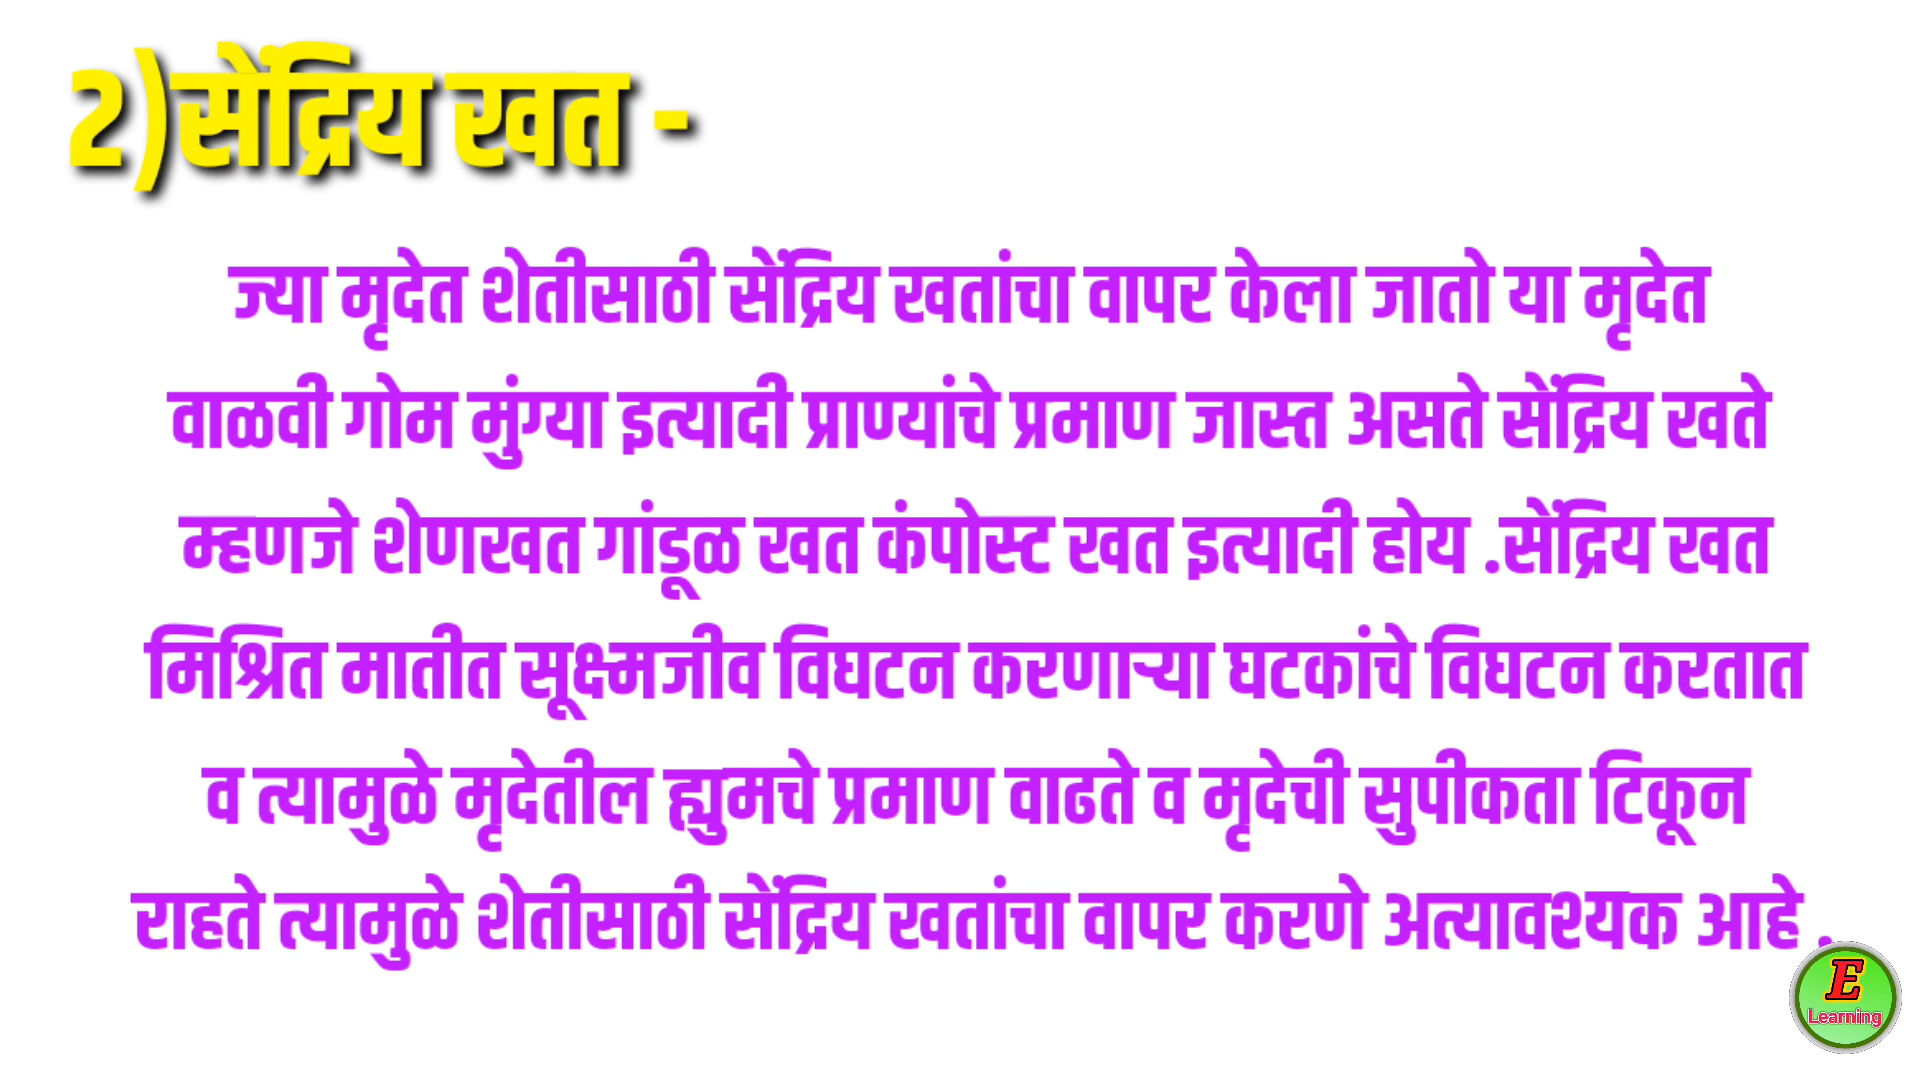 2)सेंद्रिय खत -
ज्या मृदेत शेतीसाठी सेंद्रिय खतांचा वापर केला जातो या मृदेत
वाळवी गोम मुंग्या इत्यादी प्राण्यांचे प्रमाण जास्त असते सेंद्रिय खते
म्हणजे शेणखत गांडूळ खत कंपोस्ट खत इत्यादी होय .सेंद्रिय खत
मिश्रित मातीत सूक्ष्मजीव विघटन करणाऱ्या घटकांचे विघटन करतात
व त्यामुळे मृदेतील ह्युमचे प्रमाण वाढते व मृदेची सुपीकता टिकून
राहते त्यामुळे शेतीसाठी सेंद्रिय खतांचा वापर करणे अत्यावश्यक आहे .
E
Learning